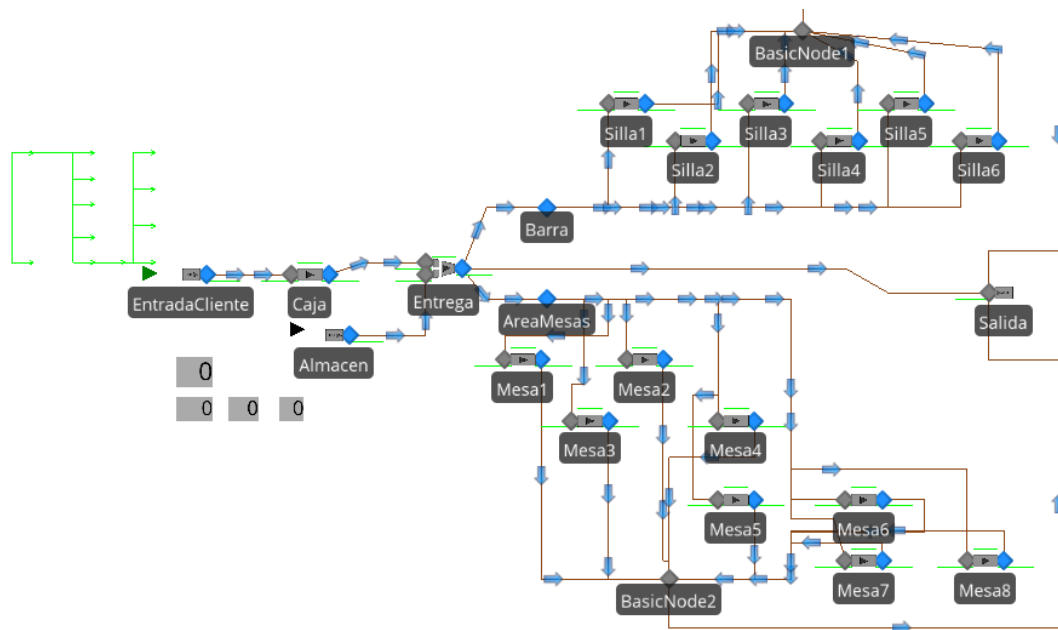 BasicNode1
Silla1
Silla3
Silla5
Silla2
Silla4
Silla6
Barra
EntradaCliente
Caja
Entrega
AreaMesas
Salida
Almacen
Mesa1
Mesa2
0
0 0 0
Mesa3
Mesa4
Mesa5
Mesa6
Mesa7
Mesa8
BasicNode2